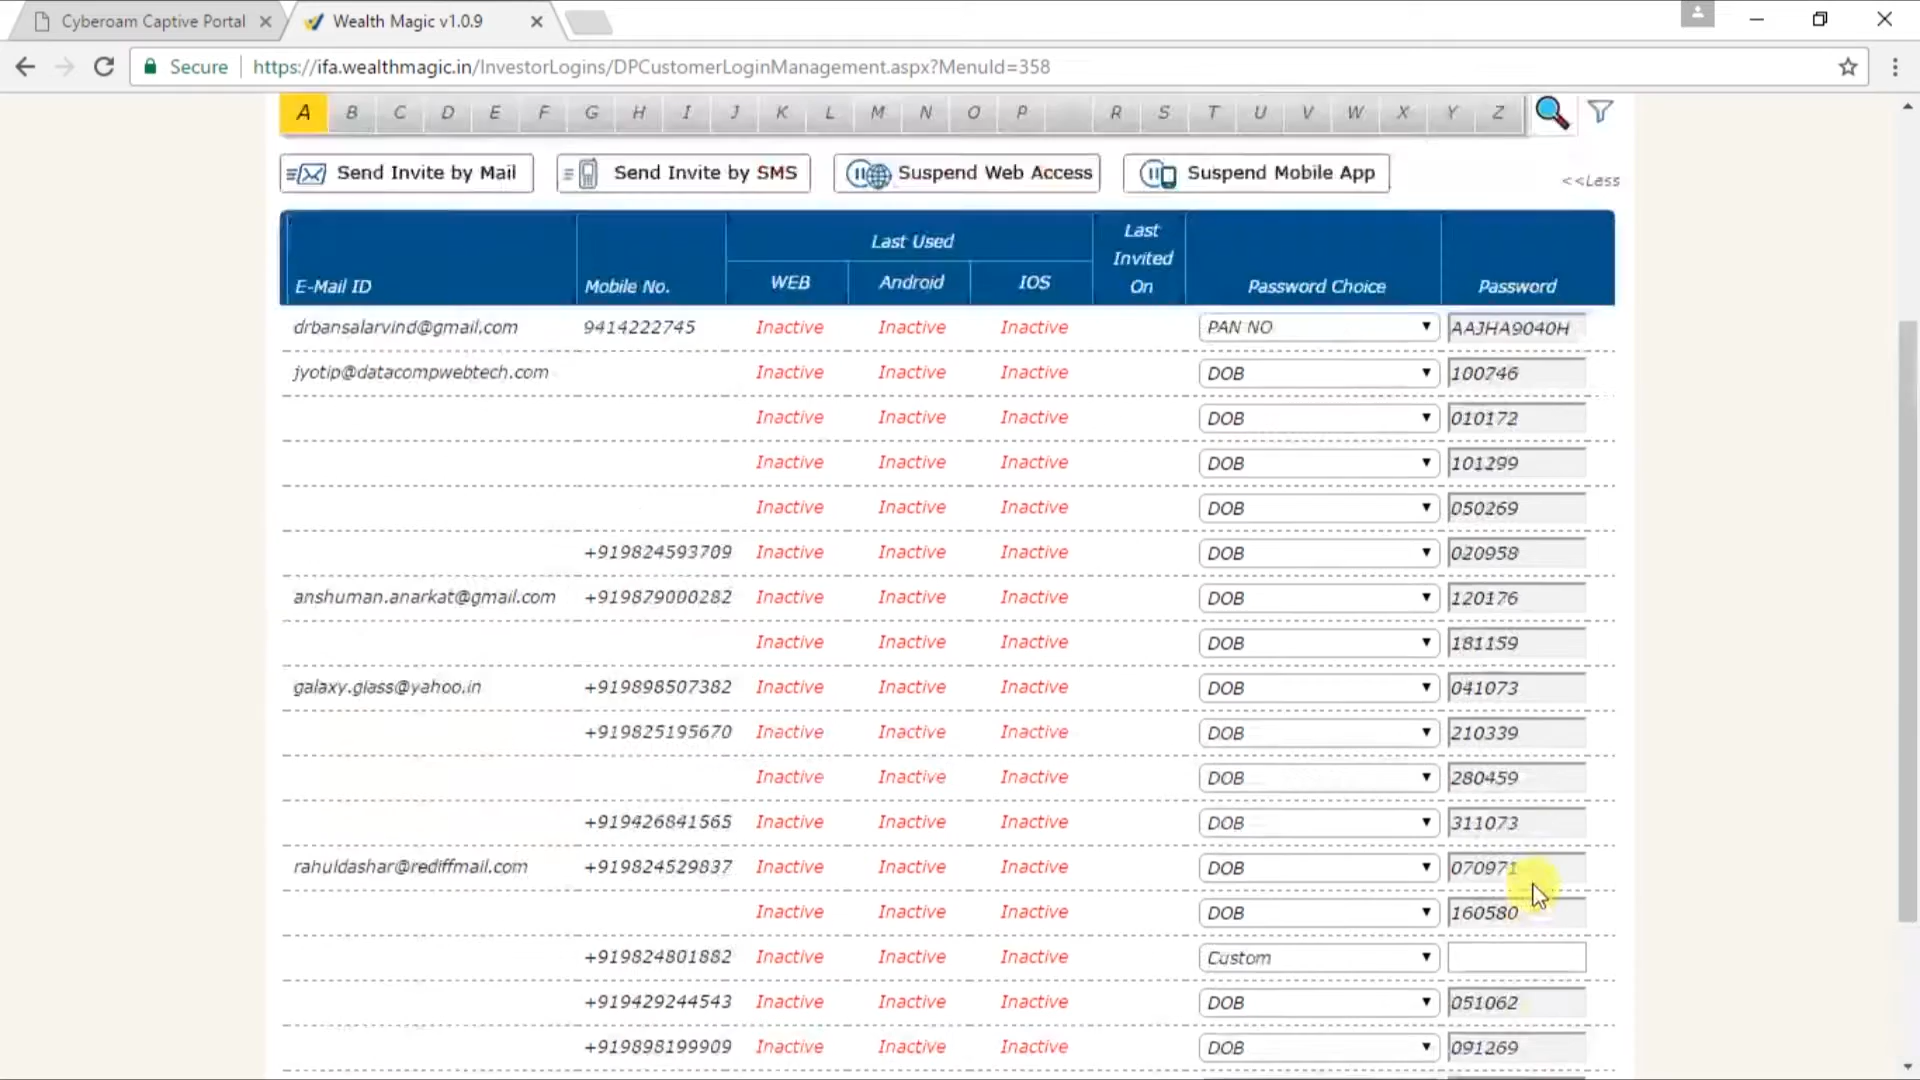 Cyberoam Captive Portal
Wealth Magic v1.0.9
Secure https://ifa.wealthmagic.in/InvestorLogins/DPCustomerLoginManagement.aspx?MenuId=358
A B C D E F G H I J K L M N O P R S T U V W X Y Z
Send Invite by Mail Send Invite by SMS Suspend Web Access Suspend Mobile App <<Less
E-Mail ID Mobile No. Last Used WEB Android IOS Last Invited On Password Choice Password
drbansalarvind@gmail.com 9414222745 Inactive Inactive Inactive PAN NO AAJHA9040H
jyotip@datacompwebtech.com Inactive Inactive Inactive DOB 100746
Inactive Inactive Inactive DOB 010172
Inactive Inactive Inactive DOB 101299
Inactive Inactive Inactive DOB 050269
+919824593709 Inactive Inactive Inactive DOB 020958
anshuman.anarkat@gmail.com +919879000282 Inactive Inactive Inactive DOB 120176
Inactive Inactive Inactive DOB 181159
galaxy.glass@yahoo.in +919898507382 Inactive Inactive Inactive DOB 041073
+919825195670 Inactive Inactive Inactive DOB 210339
Inactive Inactive Inactive DOB 280459
+919426841565 Inactive Inactive Inactive DOB 311073
rahuldashar@rediffmail.com +919824529837 Inactive Inactive Inactive DOB 070971
Inactive Inactive Inactive DOB 160580
+919824801882 Inactive Inactive Inactive Custom
+919429244543 Inactive Inactive Inactive DOB 051062
+919898199909 Inactive Inactive Inactive DOB 091269